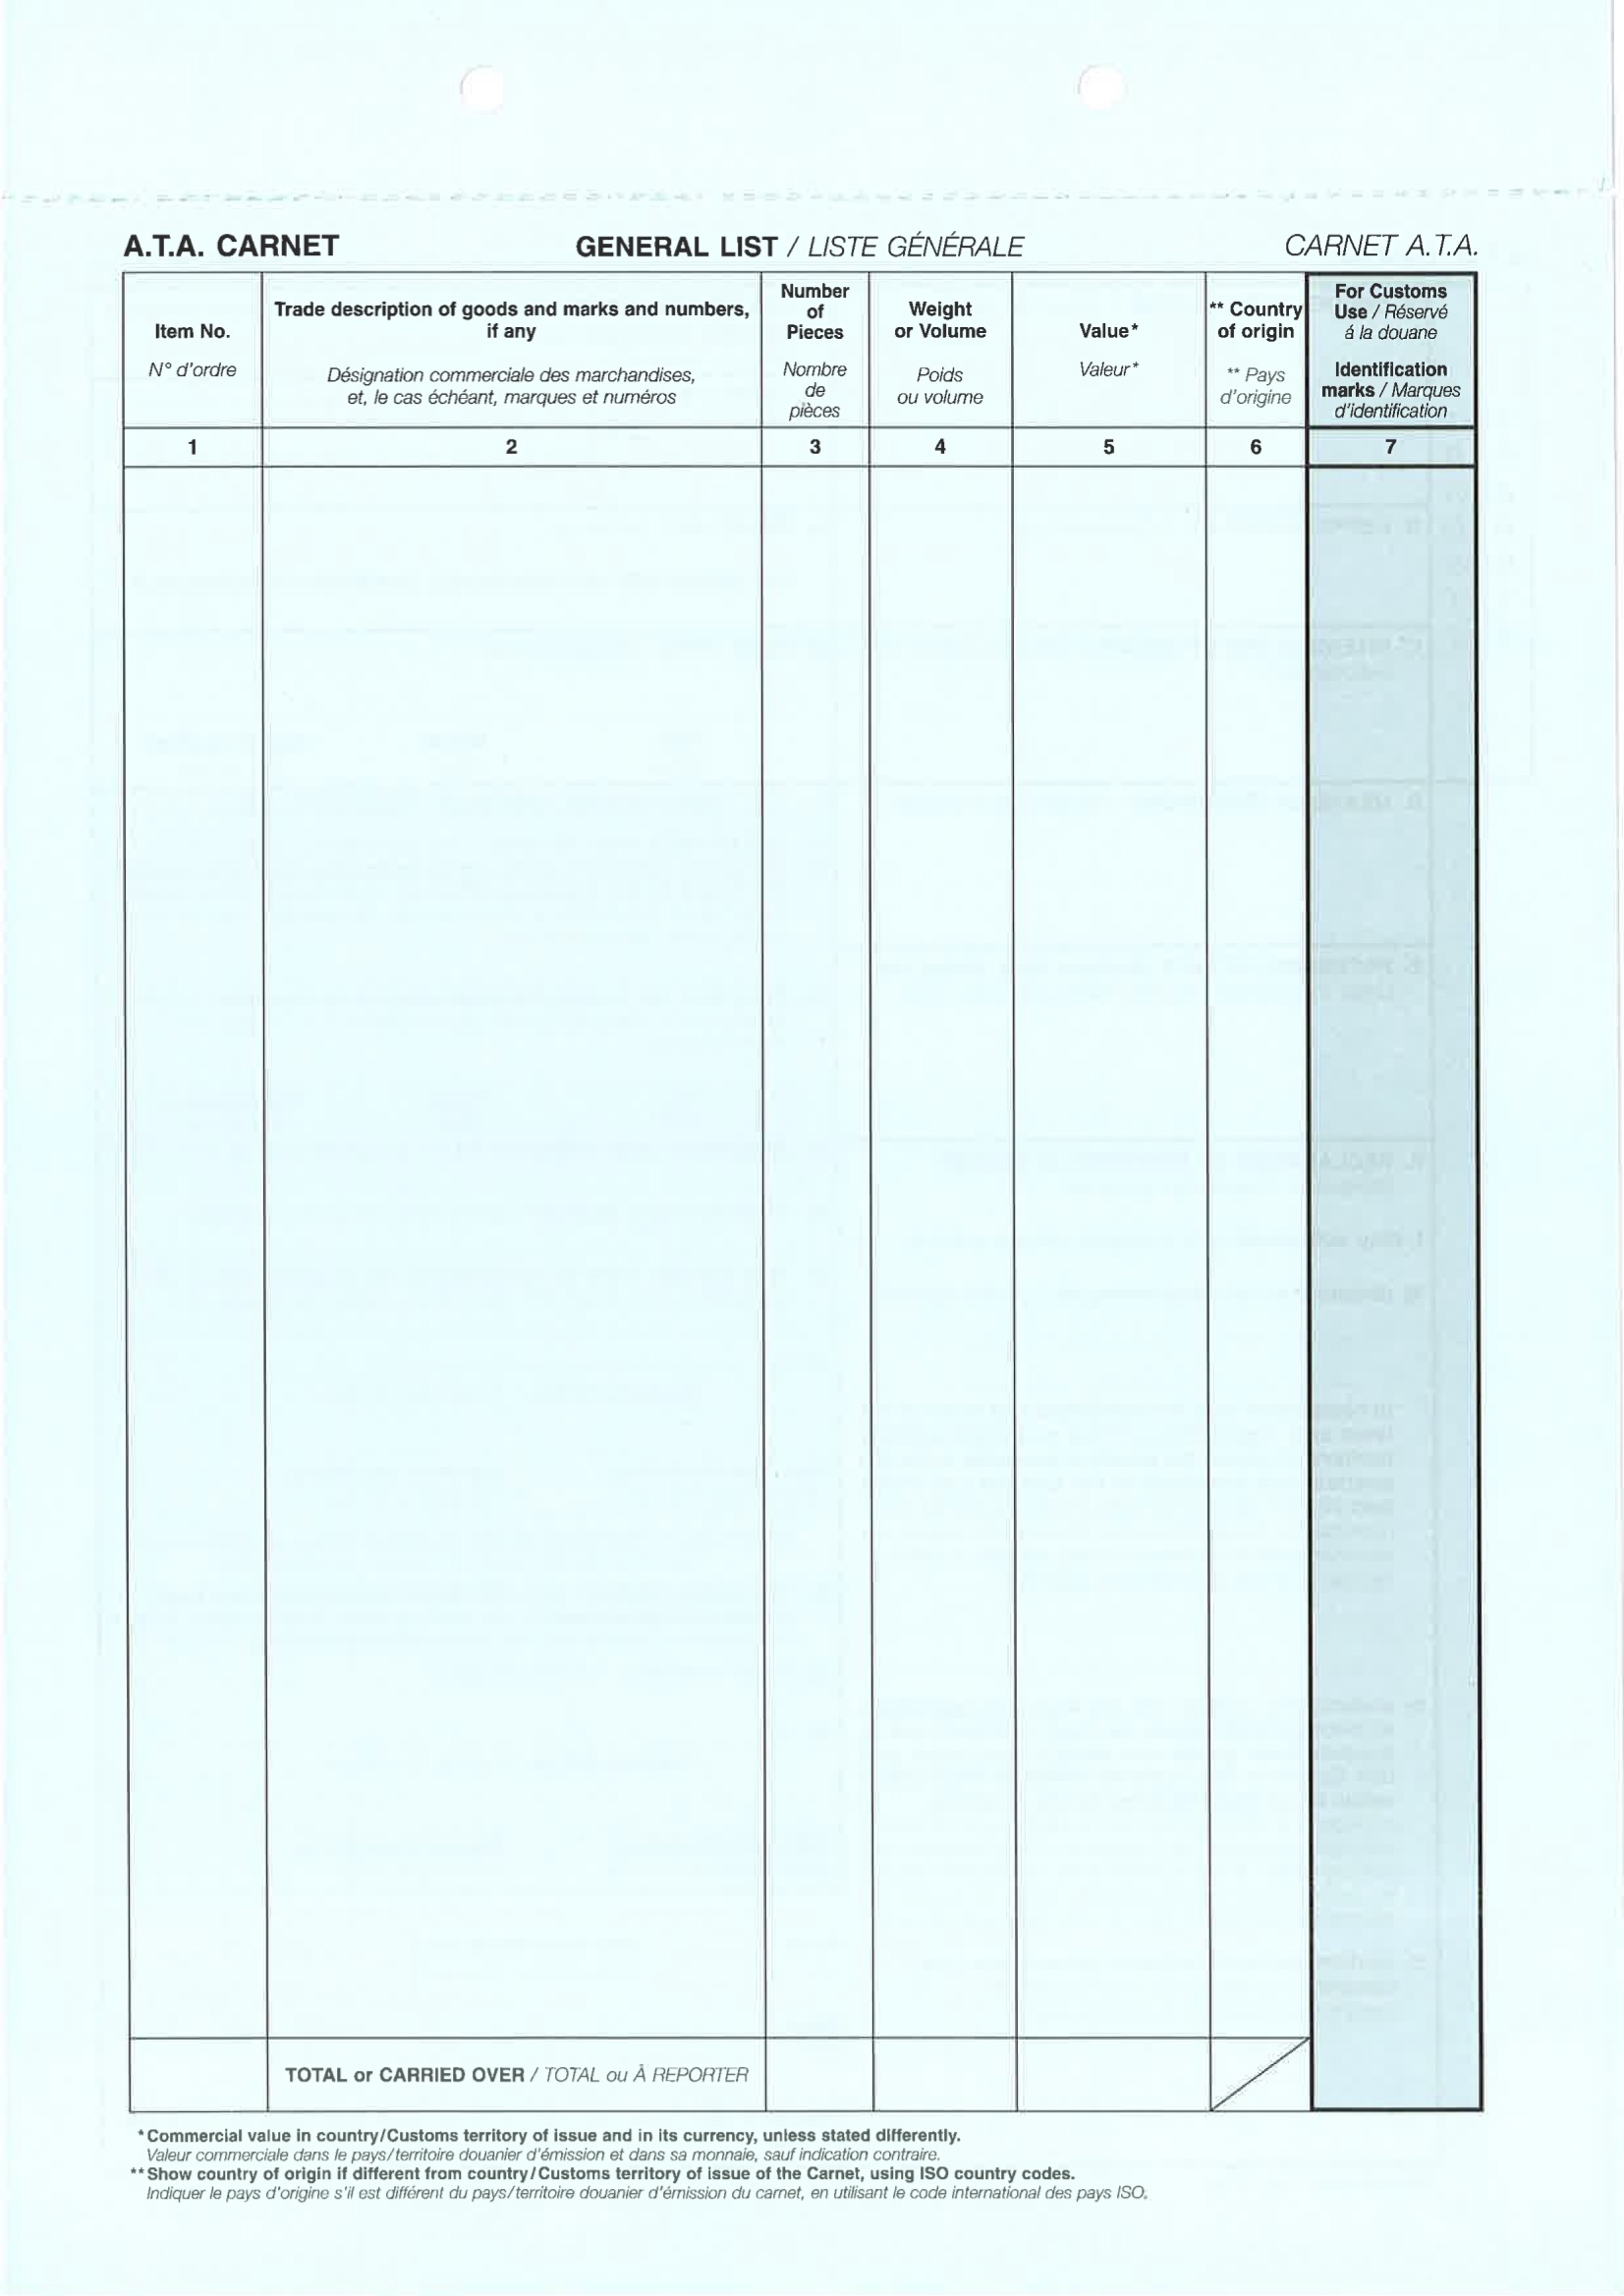 A.T.A. CARNET GENERAL LIST / LISTE GÉNÉRALE CARNET A.T.A.
Item No.
N° d'ordre
Trade description of goods and marks and numbers,
if any
Désignation commerciale des marchandises,
et, le cas échéant, marques et numéros
Number
of
Pieces
Nombre
de
pièces
Weight
or Volume
Poids
ou volume
Value*
Valeur*
** Country
of origin
** Pays
d'origine
For Customs
Use / Réservé
á la douane
Identification
marks / Marques
d'identification
1 2 3 4 5 6 7
TOTAL or CARRIED OVER / TOTAL ou À REPORTER
*Commercial value in country/Customs territory of issue and in its currency, unless stated differently.
Valeur commerciale dans le pays/territoire douanier d'émission et dans sa monnaie, sauf indication contraire.
**Show country of origin if different from country/Customs territory of issue of the Carnet, using ISO country codes.
Indiquer le pays d'origine s'il est différent du pays/territoire douanier d'émission du carnet, en utilisant le code international des pays ISO.